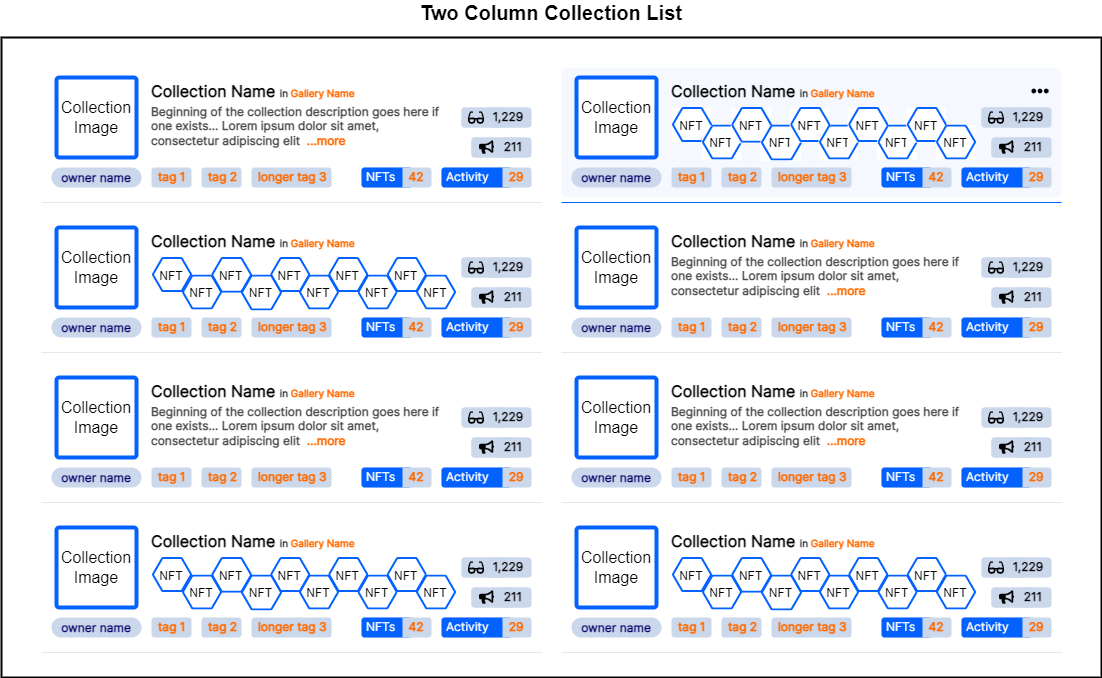 Two Column Collection List
Collection Name in Gallery Name
Collection
Image
Beginning of the collection description goes here if
one exists... Lorem ipsum dolor sit amet,
consectetur adipiscing elit ...more
1,229
211
owner name tag 1 tag 2 longer tag 3 NFTs 42 Activity 29
Collection Name in Gallery Name •••
Collection
Image
NFT NFT NFT NFT NFT
NFT NFT NFT NFT NFT
1,229
211
owner name tag 1 tag 2 longer tag 3 NFTs 42 Activity 29
Collection Name in Gallery Name
Collection
Image
NFT NFT NFT NFT NFT
NFT NFT NFT NFT NFT
1,229
211
owner name tag 1 tag 2 longer tag 3 NFTs 42 Activity 29
Collection Name in Gallery Name
Collection
Image
Beginning of the collection description goes here if
one exists... Lorem ipsum dolor sit amet,
consectetur adipiscing elit ...more
1,229
211
owner name tag 1 tag 2 longer tag 3 NFTs 42 Activity 29
Collection Name in Gallery Name
Collection
Image
Beginning of the collection description goes here if
one exists... Lorem ipsum dolor sit amet,
consectetur adipiscing elit ...more
1,229
211
owner name tag 1 tag 2 longer tag 3 NFTs 42 Activity 29
Collection Name in Gallery Name
Collection
Image
Beginning of the collection description goes here if
one exists... Lorem ipsum dolor sit amet,
consectetur adipiscing elit ...more
1,229
211
owner name tag 1 tag 2 longer tag 3 NFTs 42 Activity 29
Collection Name in Gallery Name
Collection
Image
NFT NFT NFT NFT NFT
NFT NFT NFT NFT NFT
1,229
211
owner name tag 1 tag 2 longer tag 3 NFTs 42 Activity 29
Collection Name in Gallery Name
Collection
Image
NFT NFT NFT NFT NFT
NFT NFT NFT NFT NFT
1,229
211
owner name tag 1 tag 2 longer tag 3 NFTs 42 Activity 29